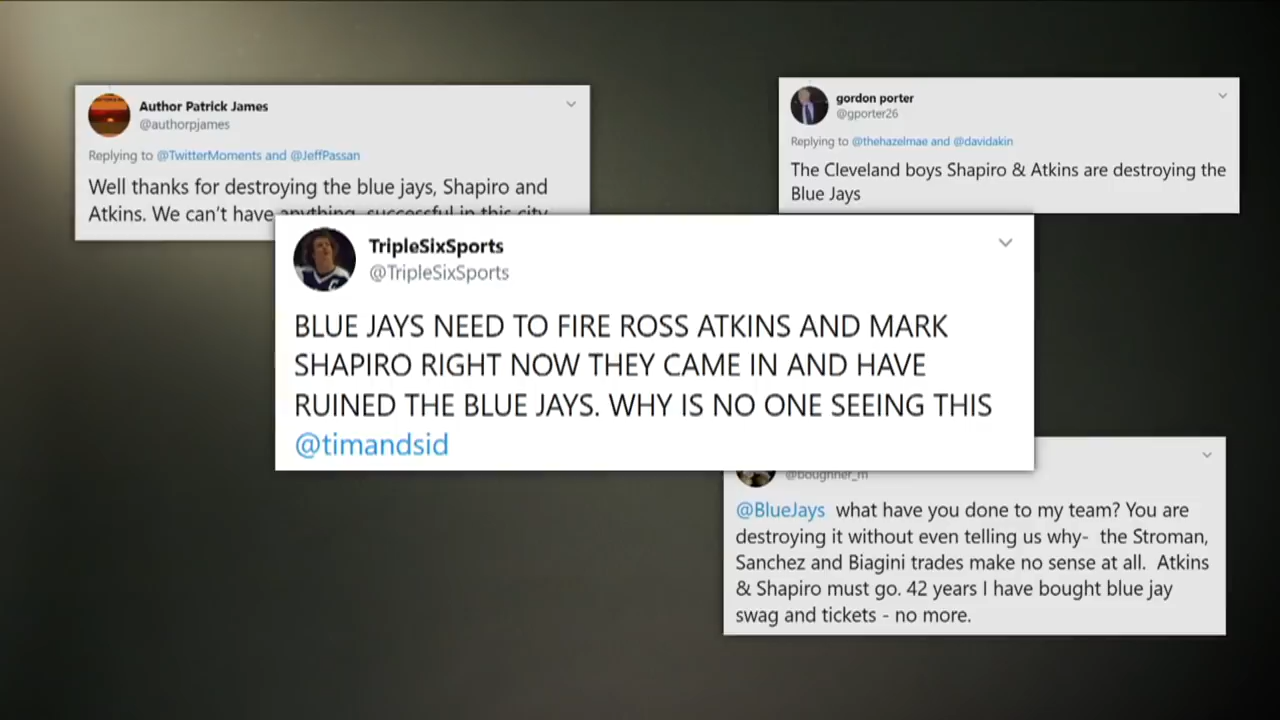 Author Patrick James
@authorpjames
Replying to @TwitterMoments and @JeffPassan
Well thanks for destroying the blue jays, Shapiro and
Atkins. We can't have anything successful in this city
gordon porter
@gporter26
Replying to @thehazelmae and @davidakin
The Cleveland boys Shapiro & Atkins are destroying the
Blue Jays
TripleSixSports
@TripleSixSports
BLUE JAYS NEED TO FIRE ROSS ATKINS AND MARK
SHAPIRO RIGHT NOW THEY CAME IN AND HAVE
RUINED THE BLUE JAYS. WHY IS NO ONE SEEING THIS
@timandsid
@BlueJays what have you done to my team? You are
destroying it without even telling us why- the Stroman,
Sanchez and Biagini trades make no sense at all. Atkins
& Shapiro must go. 42 years I have bought blue jay
swag and tickets - no more.